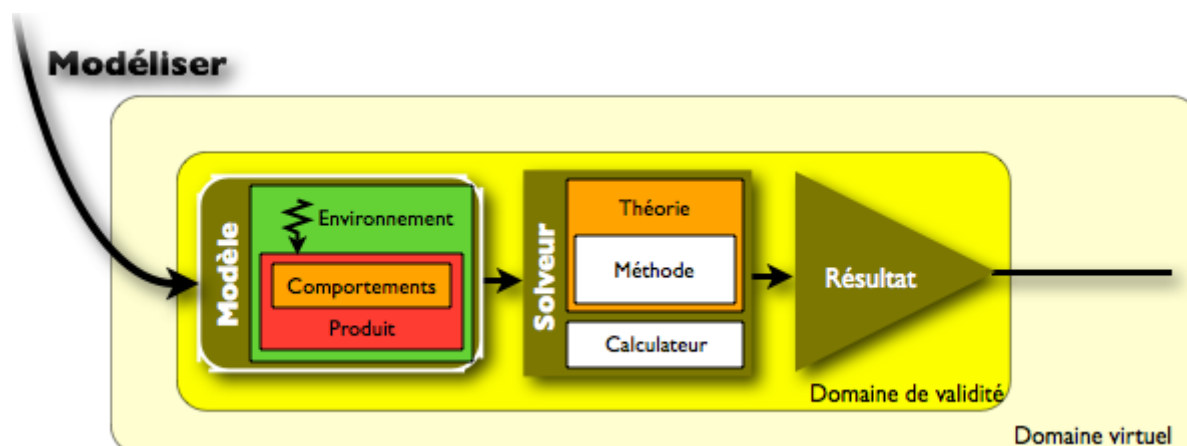 Modéliser
Modèle
Environnement
Comportements
Produit
Solveur
Théorie
Méthode
Calculateur
Résultat
Domaine de validité
Domaine virtuel